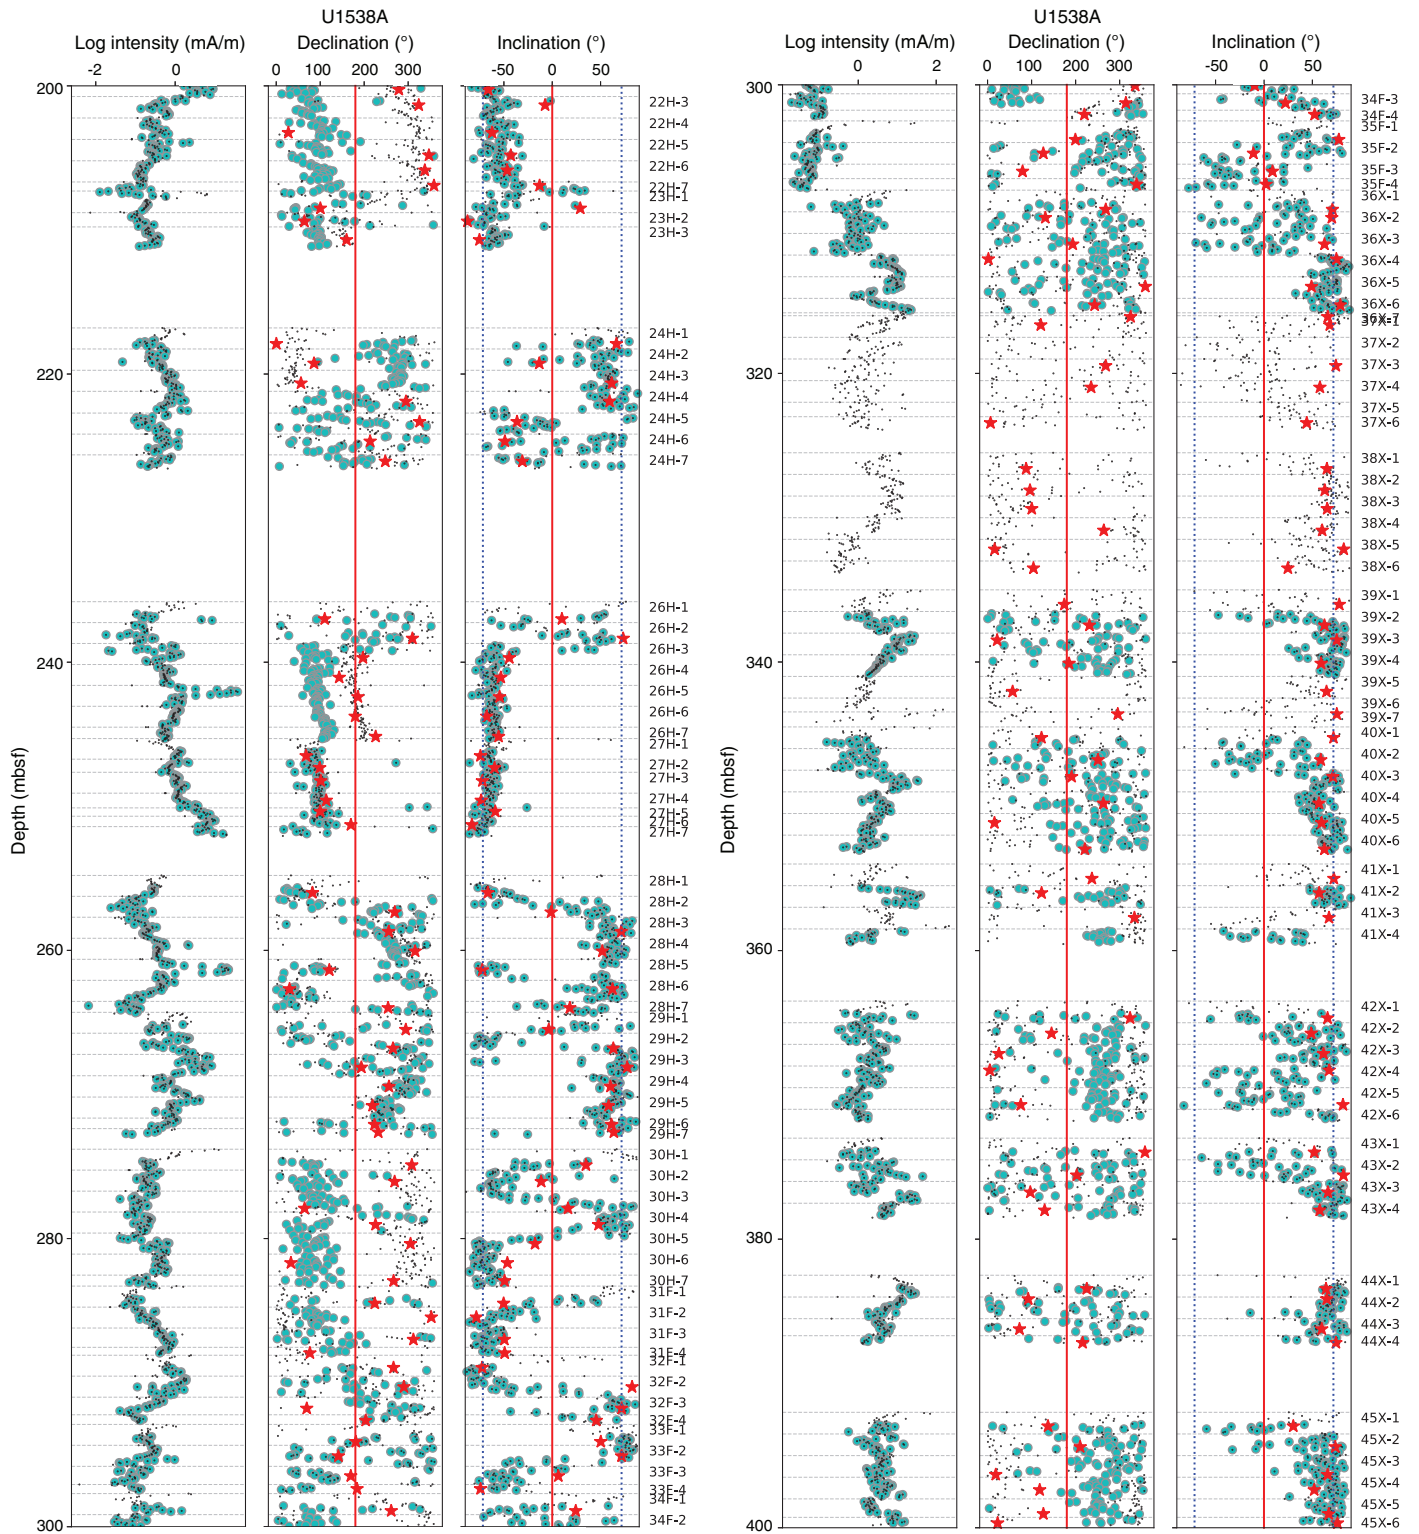 U1538A
Log intensity (mA/m) Declination (°) Inclination (°)
-2 0 0 100 200 300 -50 0 50
Depth (mbsf)
200
220
240
260
280
300
22H-3
22H-4
22H-5
22H-6
22H-7
23H-1
23H-2
23H-3
24H-1
24H-2
24H-3
24H-4
24H-5
24H-6
24H-7
26H-1
26H-2
26H-3
26H-4
26H-5
26H-6
26H-7
27H-1
27H-2
27H-3
27H-4
27H-5
27H-6
27H-7
28H-1
28H-2
28H-3
28H-4
28H-5
28H-6
28H-7
29H-1
29H-2
29H-3
29H-4
29H-5
29H-6
29H-7
30H-1
30H-2
30H-3
30H-4
30H-5
30H-6
30H-7
31F-1
31F-2
31F-3
31F-4
32F-1
32F-2
32F-3
32F-4
33F-1
33F-2
33F-3
33F-4
34F-1
34F-2
U1538A
Log intensity (mA/m) Declination (°) Inclination (°)
0 2 0 100 200 300 -50 0 50
Depth (mbsf)
300
320
340
360
380
400
34F-3
34F-4
35F-1
35F-2
35F-3
35F-4
36X-1
36X-2
36X-3
36X-4
36X-5
36X-6
36X-7
37X-1
37X-2
37X-3
37X-4
37X-5
37X-6
38X-1
38X-2
38X-3
38X-4
38X-5
38X-6
39X-1
39X-2
39X-3
39X-4
39X-5
39X-6
39X-7
40X-1
40X-2
40X-3
40X-4
40X-5
40X-6
41X-1
41X-2
41X-3
41X-4
42X-1
42X-2
42X-3
42X-4
42X-5
42X-6
43X-1
43X-2
43X-3
43X-4
44X-1
44X-2
44X-3
44X-4
45X-1
45X-2
45X-3
45X-4
45X-5
45X-6